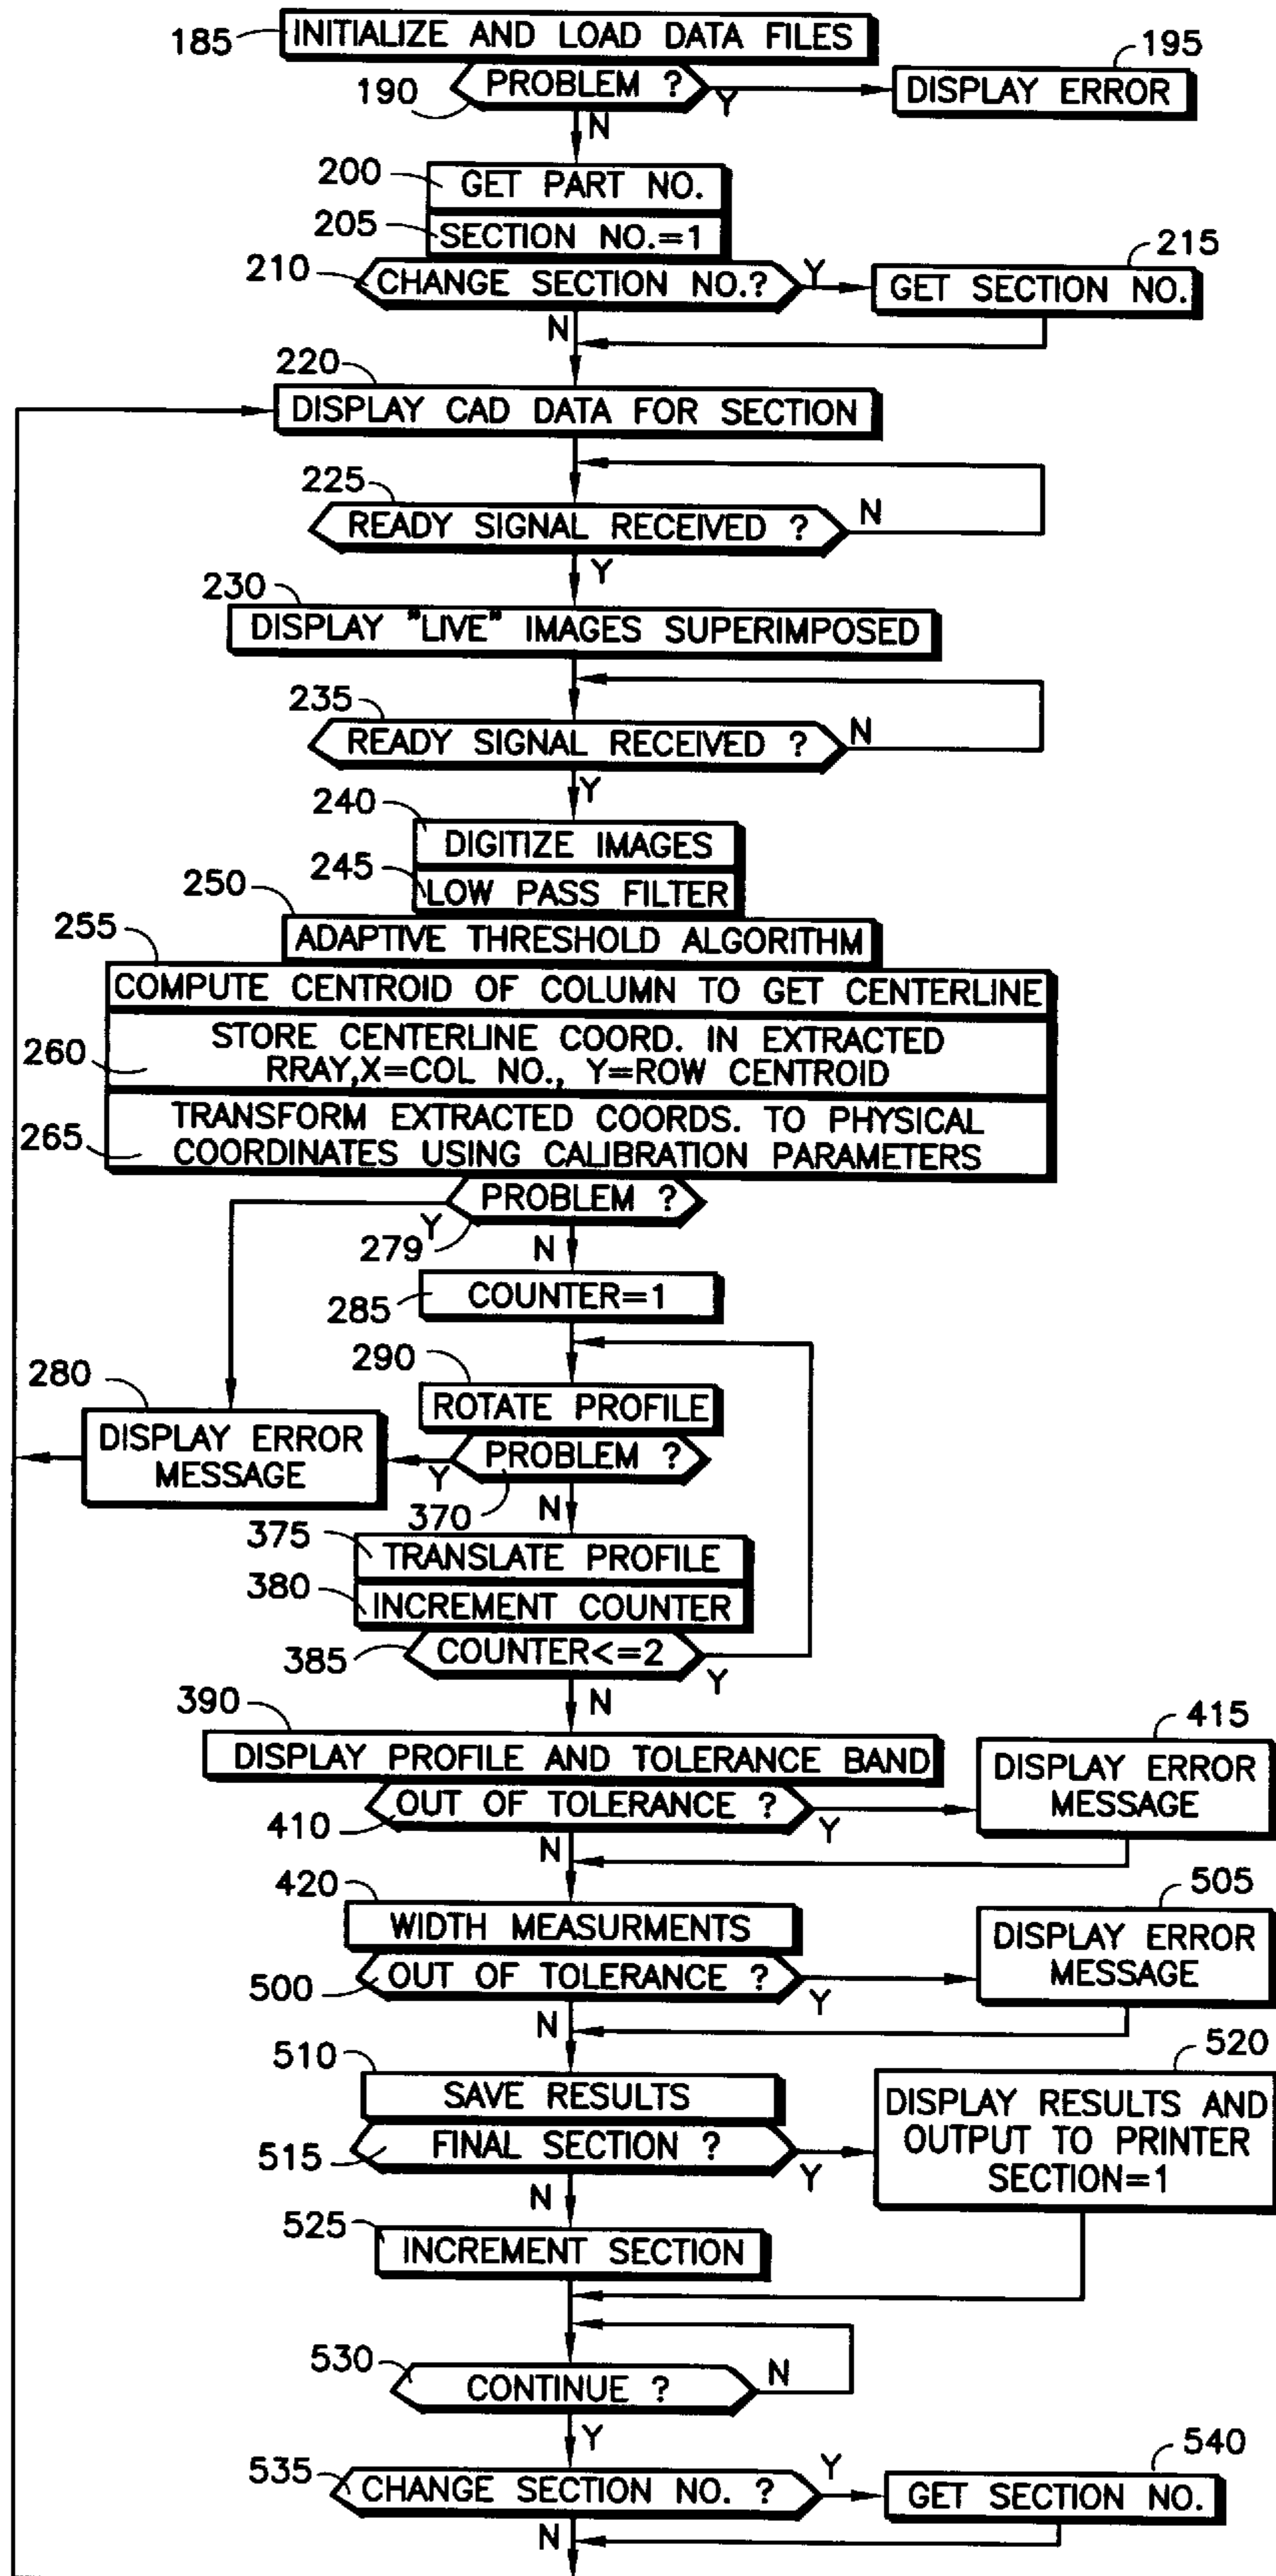 185
INITIALIZE AND LOAD DATA FILES
190
PROBLEM ?
Y
195
DISPLAY ERROR
N
200
GET PART NO.
205
SECTION NO.=1
210
CHANGE SECTION NO.?
Y
215
GET SECTION NO.
N
220
DISPLAY CAD DATA FOR SECTION
225
READY SIGNAL RECEIVED ?
N
Y
230
DISPLAY "LIVE" IMAGES SUPERIMPOSED
235
READY SIGNAL RECEIVED ?
N
Y
240
DIGITIZE IMAGES
245
LOW PASS FILTER
250
ADAPTIVE THRESHOLD ALGORITHM
255
COMPUTE CENTROID OF COLUMN TO GET CENTERLINE
260
STORE CENTERLINE COORD. IN EXTRACTED
RRAY,X=COL NO., Y=ROW CENTROID
265
TRANSFORM EXTRACTED COORDS. TO PHYSICAL
COORDINATES USING CALIBRATION PARAMETERS
PROBLEM ?
Y
279
N
285
COUNTER=1
290
ROTATE PROFILE
280
DISPLAY ERROR
MESSAGE
PROBLEM ?
Y
370
N
375
TRANSLATE PROFILE
380
INCREMENT COUNTER
385
COUNTER<=2
Y
N
390
DISPLAY PROFILE AND TOLERANCE BAND
410
OUT OF TOLERANCE ?
Y
415
DISPLAY ERROR
MESSAGE
N
420
WIDTH MEASURMENTS
500
OUT OF TOLERANCE ?
Y
505
DISPLAY ERROR
MESSAGE
N
510
SAVE RESULTS
515
FINAL SECTION ?
Y
520
DISPLAY RESULTS AND
OUTPUT TO PRINTER
SECTION=1
N
525
INCREMENT SECTION
530
CONTINUE ?
N
Y
535
CHANGE SECTION NO. ?
Y
540
GET SECTION NO.
N